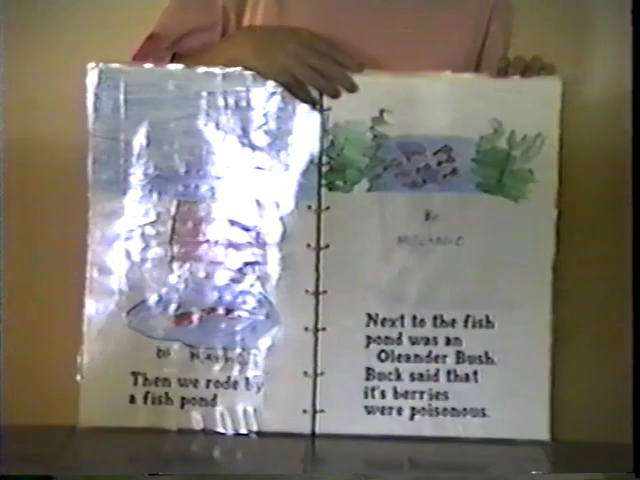 Then we rode by
a fish pond
By
Next to the fish
pond was an
Oleander Bush.
Buck said that
it's berries
were poisonous.